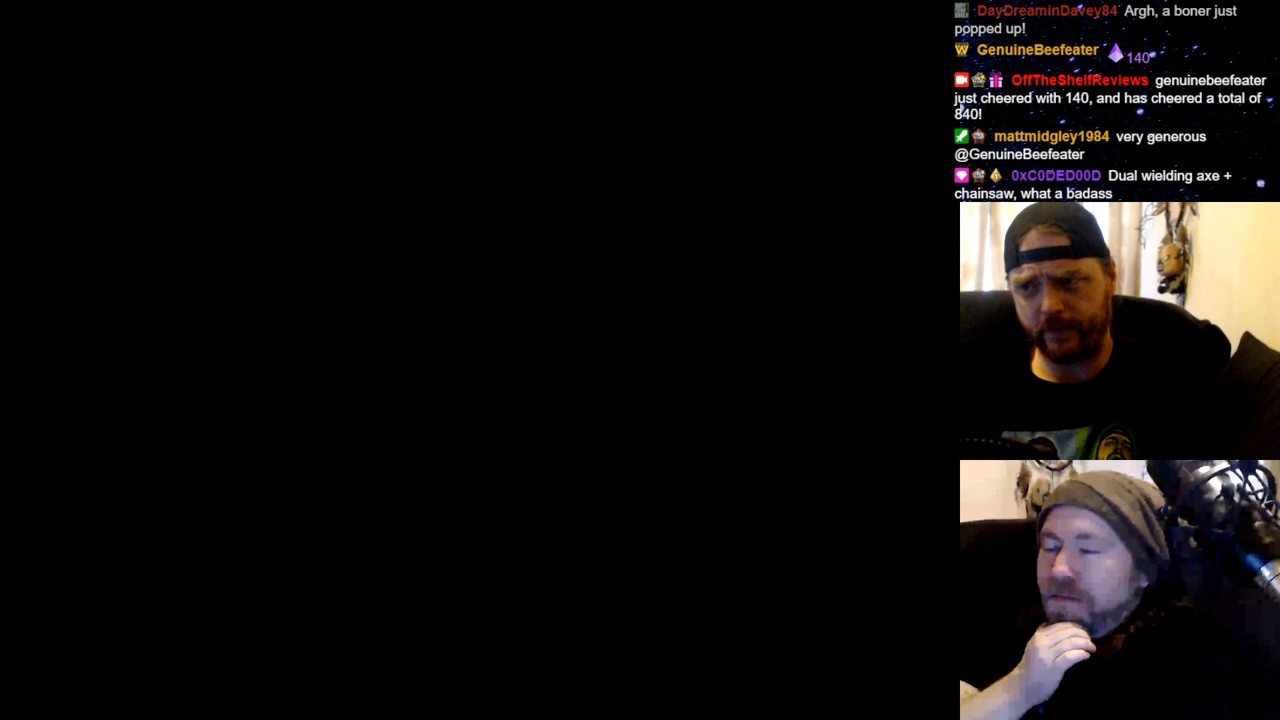 DayDreaminDavey84 Argh, a boner just
popped up!
GenuineBeefeater 140
OffTheShelfReviews genuinebeefeater
just cheered with 140, and has cheered a total of
840!
mattmidgley1984 very generous
@GenuineBeefeater
0xC0DED00D Dual wielding axe +
chainsaw, what a badass